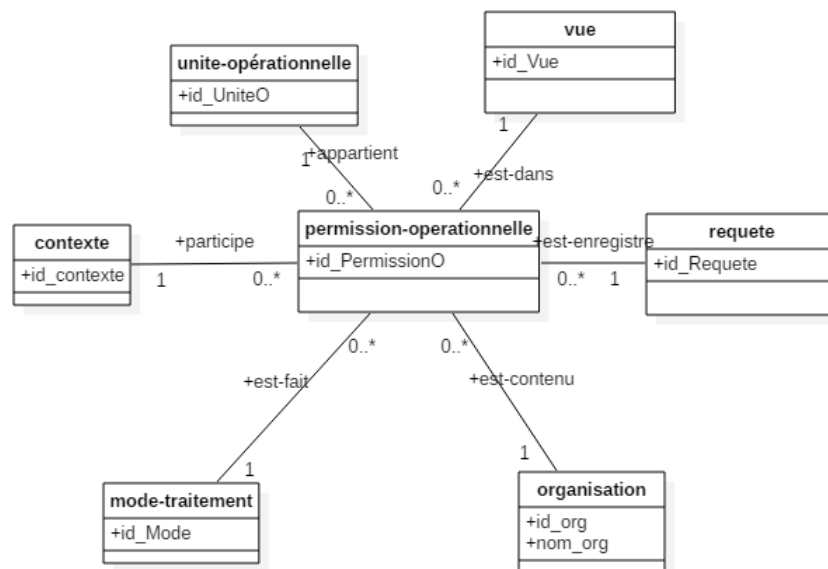 vue
+id_Vue
unite-opérationnelle
+id_UniteO
1
1
+appartient
+est-dans
0..*
0..*
permission-operationnelle
+id_PermissionO
contexte
+id_contexte
+participe
1
0..*
+est-enregistre
0..*
1
requete
+id_Requete
0..*
0..*
+est-fait
+est-contenu
1
1
mode-traitement
+id_Mode
organisation
+id_org
+nom_org